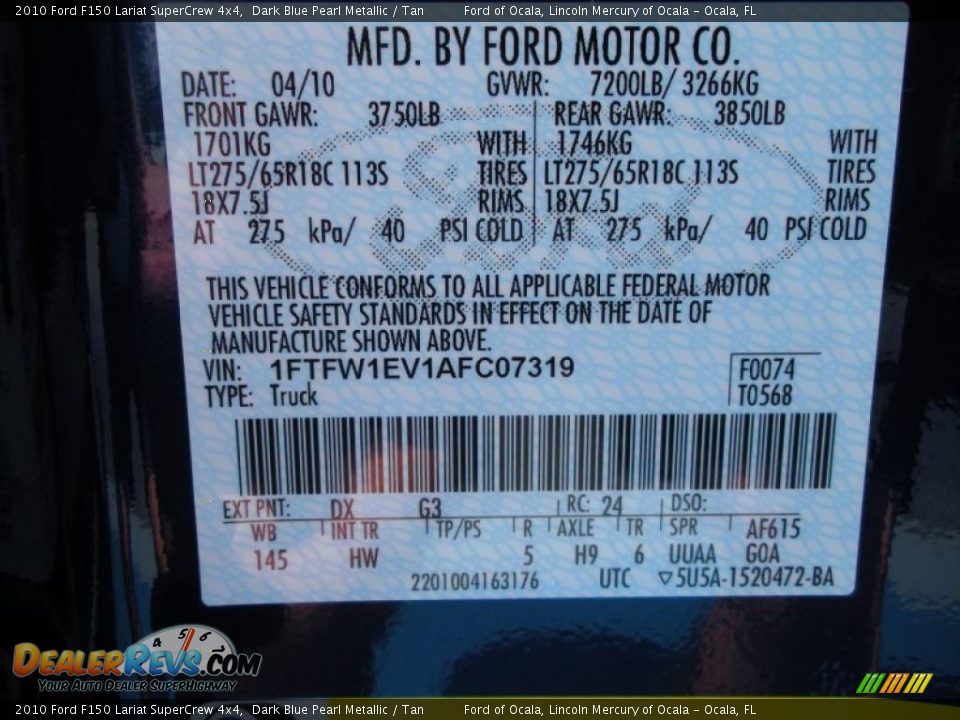 2010 Ford F150 Lariat SuperCrew 4x4, Dark Blue Pearl Metallic / Tan Ford of Ocala, Lincoln Mercury of Ocala - Ocala, FL
MFD. BY FORD MOTOR CO.
DATE: 04/10 GVWR: 7200LB/ 3266KG
FRONT GAWR: 3750LB REAR GAWR: 3850LB
1701KG WITH 1746KG WITH
LT275/65R18C 113S TIRES LT275/65R18C 113S TIRES
18X7.5J RIMS 18X7.5J RIMS
AT 275 kPa/ 40 PSI COLD AT 275 kPa/ 40 PSI COLD
THIS VEHICLE CONFORMS TO ALL APPLICABLE FEDERAL MOTOR
VEHICLE SAFETY STANDARDS IN EFFECT ON THE DATE OF
MANUFACTURE SHOWN ABOVE.
VIN: 1FTFW1EV1AFC07319 F0074
TYPE: Truck T0568
EXT PNT: DX G3 RC: 24 DSO:
WB INT TR TP/PS R AXLE TR SPR AF615
145 HW 5 H9 6 UUAA GOA
2201004163176 UTC ▽5U5A-1520472-BA
4 5 6
DEALERREVS.COM
YOUR AUTO DEALER SUPERHIGHWAY
2010 Ford F150 Lariat SuperCrew 4x4, Dark Blue Pearl Metallic / Tan Ford of Ocala, Lincoln Mercury of Ocala - Ocala, FL